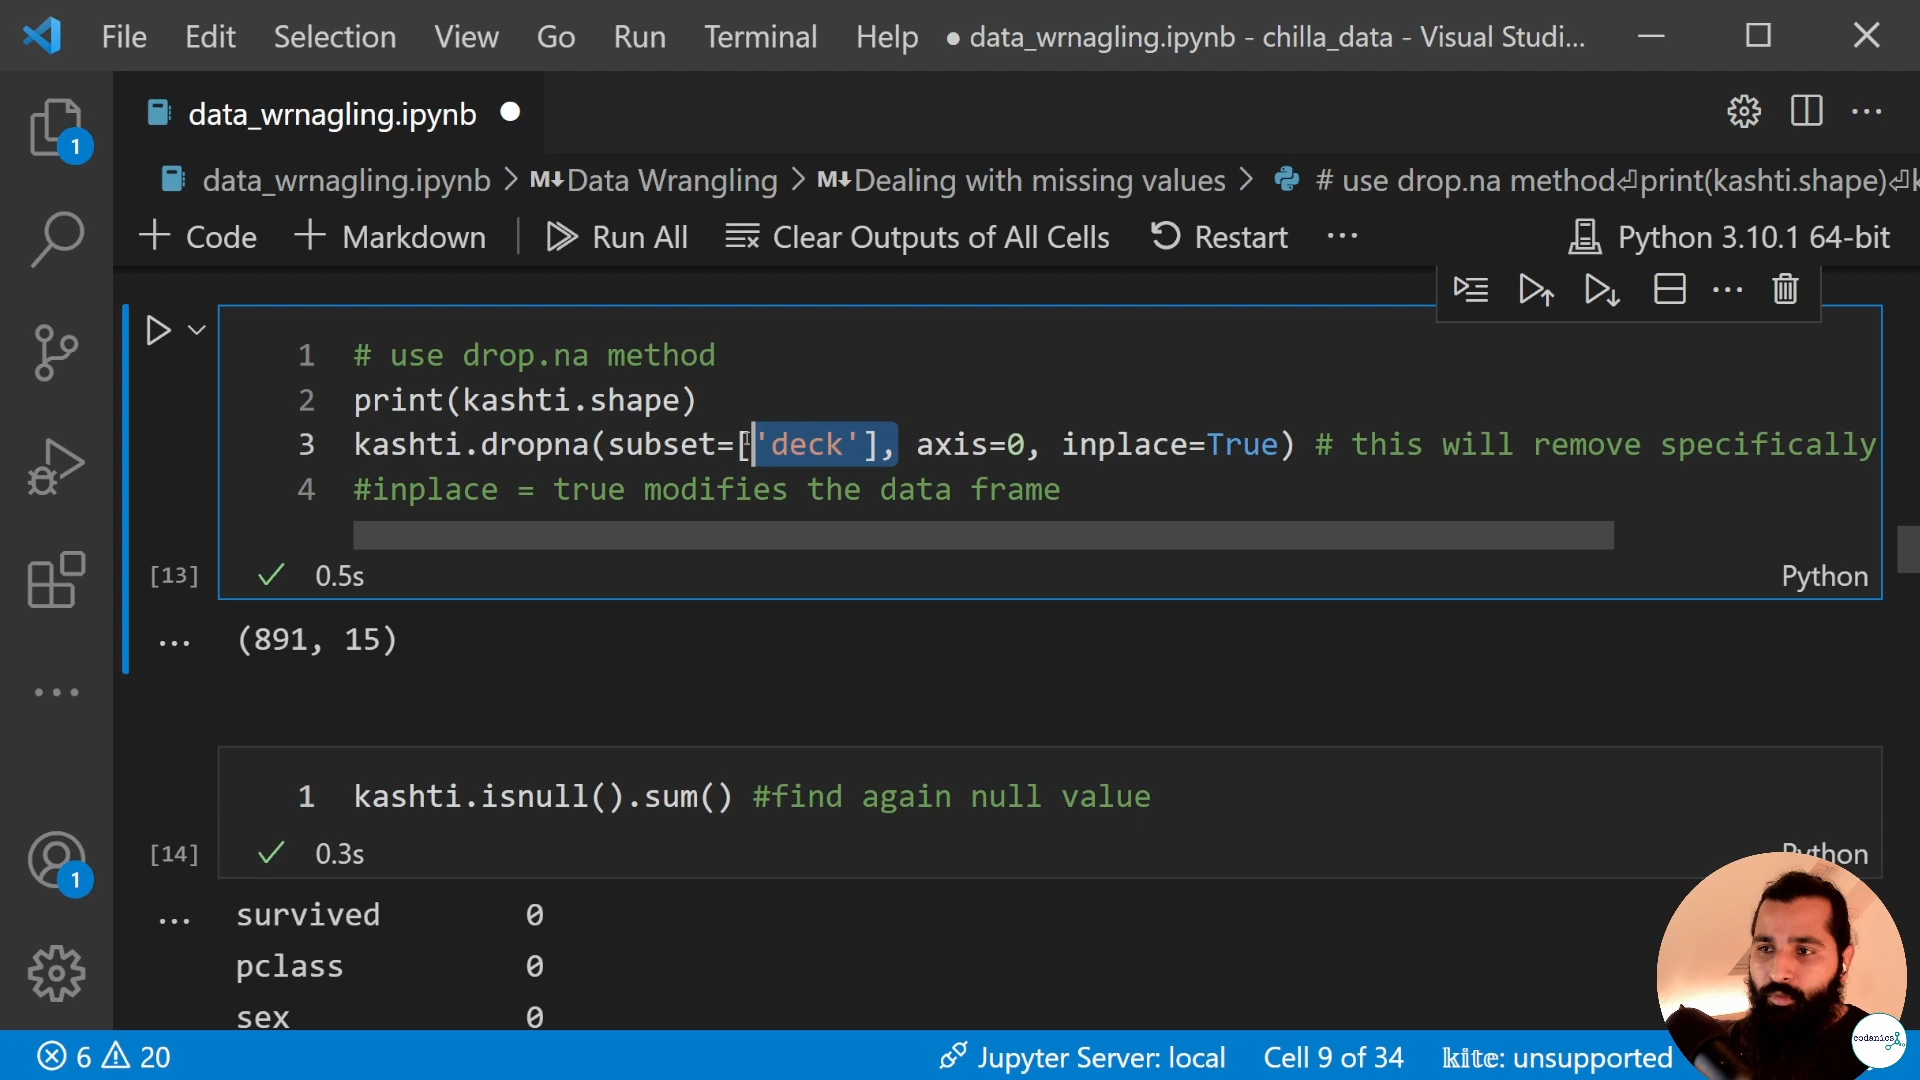 File Edit Selection View Go Run Terminal Help ● data_wrnagling.ipynb - chilla_data - Visual Studi...
1
data_wrnagling.ipynb
data_wrnagling.ipynb > M↓Data Wrangling > M↓Dealing with missing values > # use drop.na method⏎print(kashti.shape)⏎k
Code Markdown Run All Clear Outputs of All Cells Restart ... Python 3.10.1 64-bit
1 # use drop.na method
2 print(kashti.shape)
3 kashti.dropna(subset=['deck'], axis=0, inplace=True) # this will remove specifically
4 #inplace = true modifies the data frame
[13] 0.5s Python
(891, 15)
1 kashti.isnull().sum() #find again null value
[14] 0.3s Python
1
survived 0
pclass 0
sex 0
codanics
6 20 Jupyter Server: local Cell 9 of 34 kite: unsupported